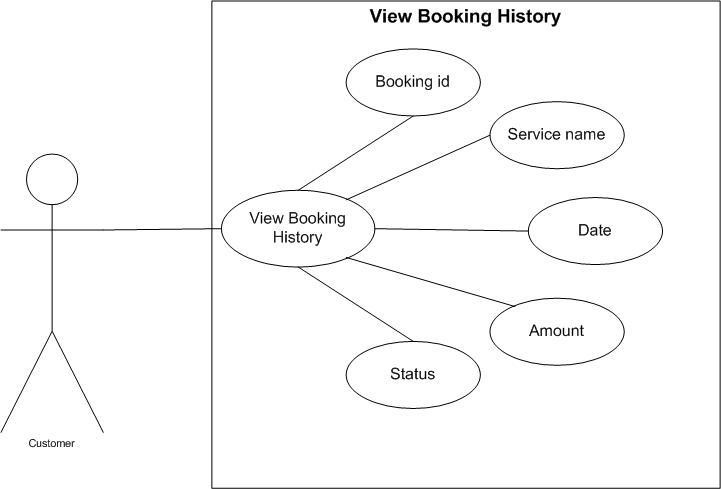 View Booking History
Booking id
Service name
View Booking
History
Date
Amount
Status
Customer